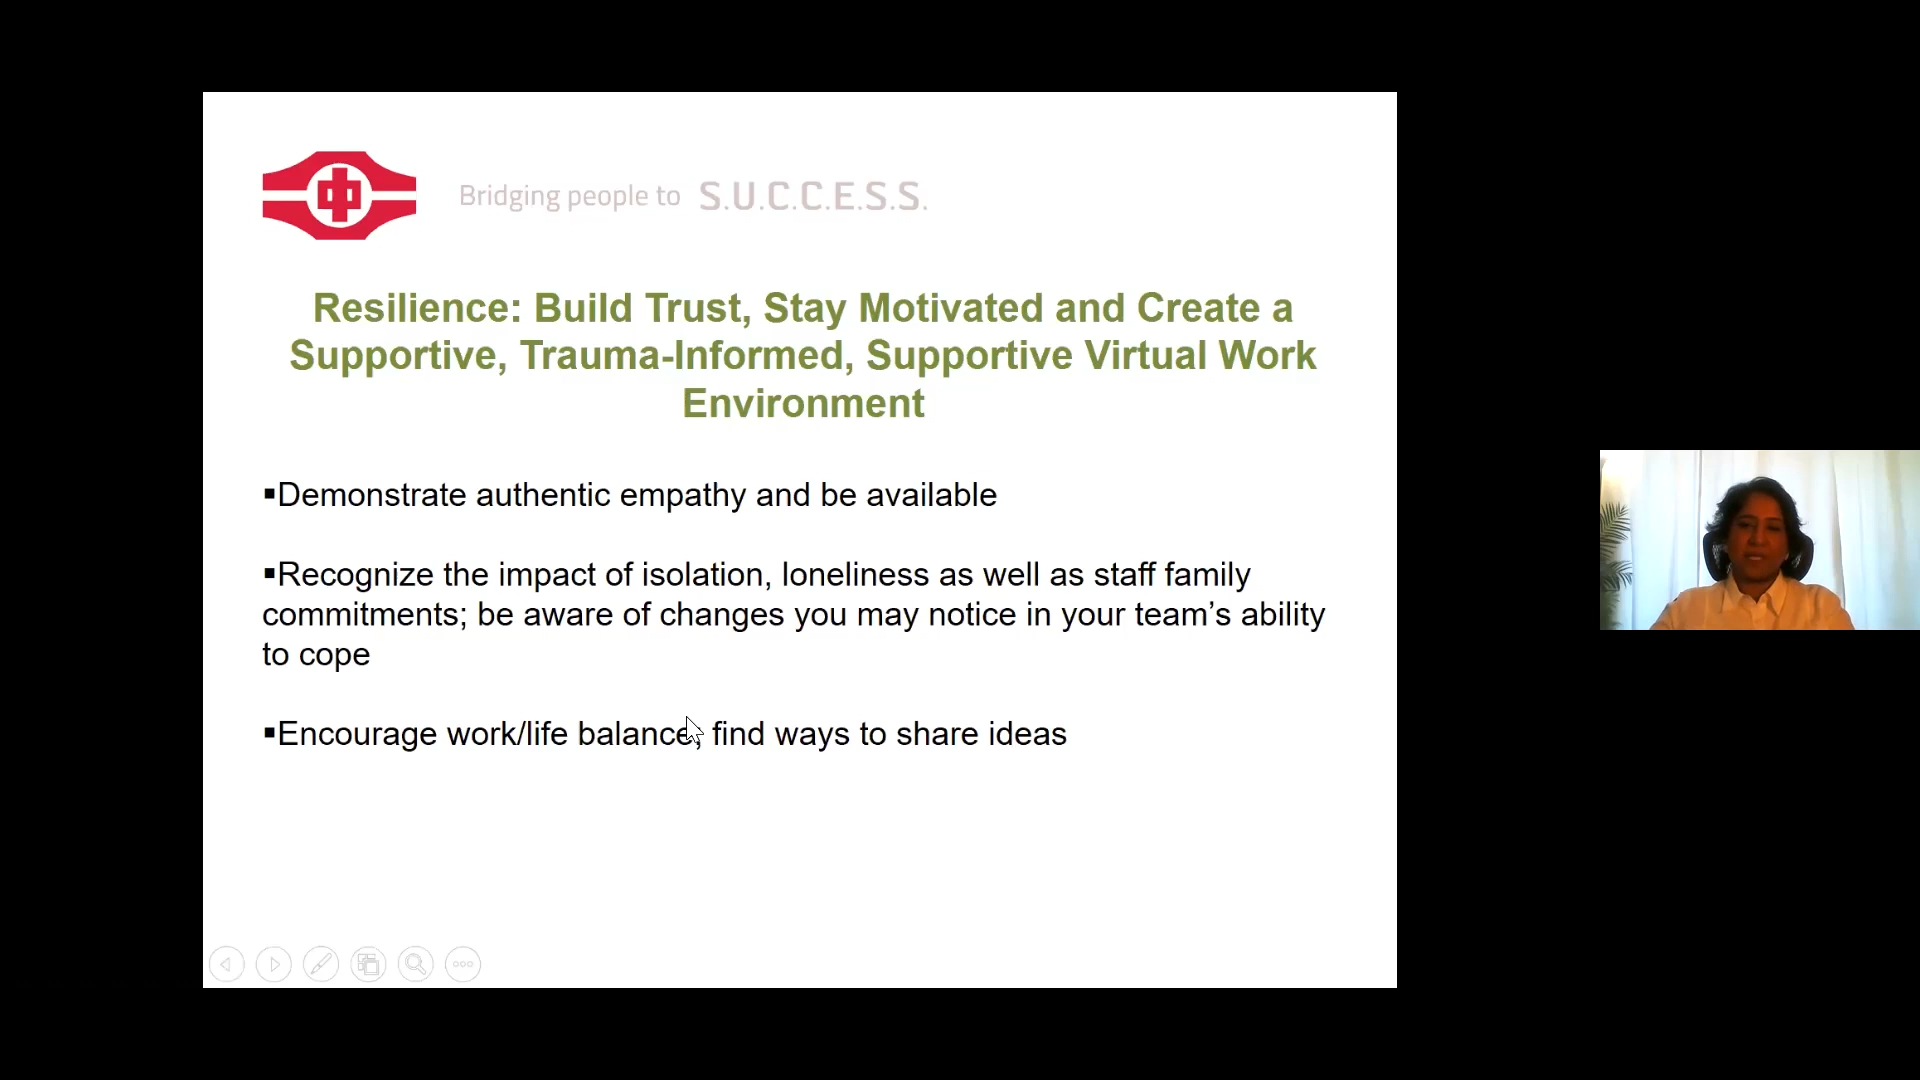 中
Bridging people to S.U.C.C.E.S.S.
Resilience: Build Trust, Stay Motivated and Create a
Supportive, Trauma-Informed, Supportive Virtual Work
Environment
▪Demonstrate authentic empathy and be available
▪Recognize the impact of isolation, loneliness as well as staff family
commitments; be aware of changes you may notice in your team’s ability
to cope
▪Encourage work/life balance; find ways to share ideas